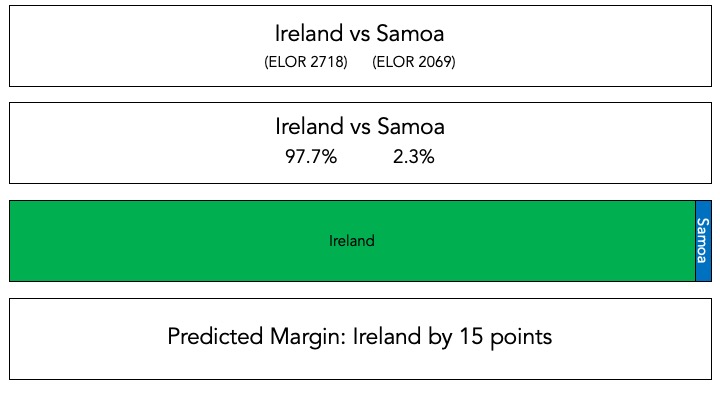 Ireland vs Samoa
(ELOR 2718) (ELOR 2069)
Ireland vs Samoa
97.7% 2.3%
Ireland
Samoa
Predicted Margin: Ireland by 15 points